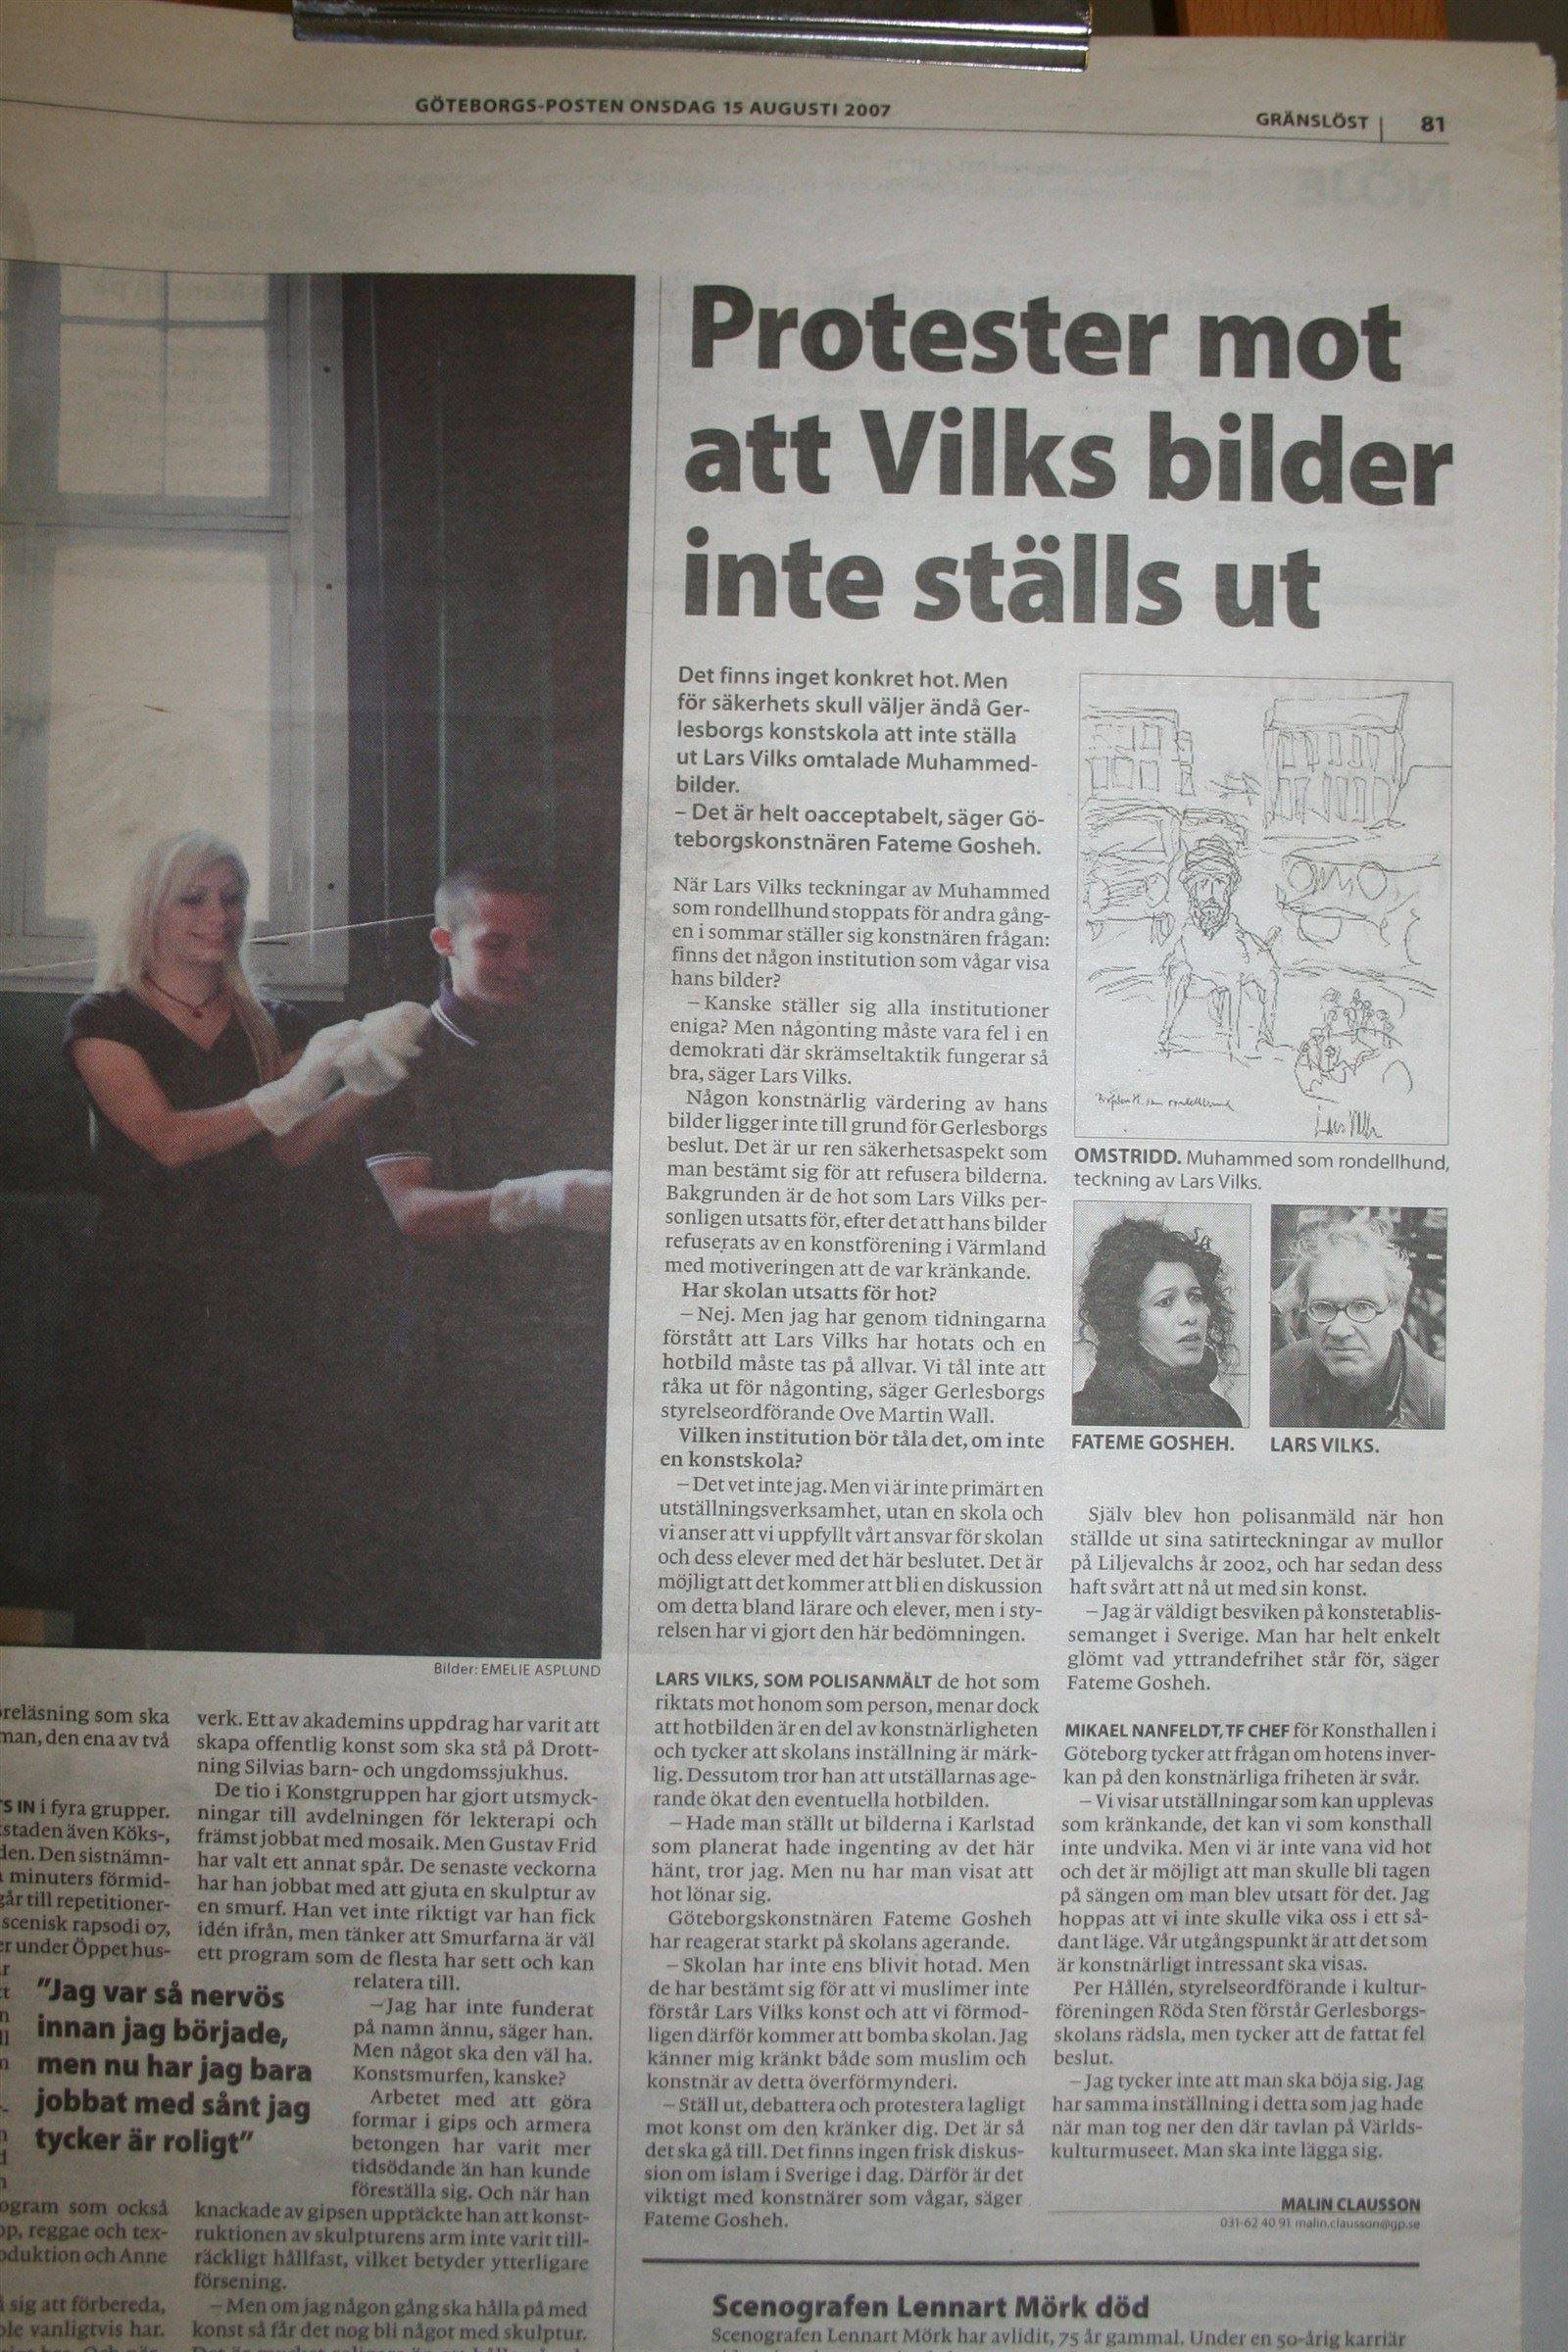 GÖTEBORGS-POSTEN ONSDAG 15 AUGUSTI 2007
GRÄNSLÖST | 81
Protester mot
att Vilks bilder
inte ställs ut
Det finns inget konkret hot. Men
för säkerhets skull väljer ändå Ger-
lesborgs konstskola att inte ställa
ut Lars Vilks omtalade Muhammed-
bilder.
– Det är helt oacceptabelt, säger Gö-
teborgskonstnären Fateme Gosheh.
När Lars Vilks teckningar av Muhammed
som rondellhund stoppats för andra gång-
en i sommar ställer sig konstnären frågan:
finns det någon institution som vågar visa
hans bilder?
– Kanske ställer sig alla institutioner
eniga? Men någonting måste vara fel i en
demokrati där skrämseltaktik fungerar så
bra, säger Lars Vilks.
Någon konstnärlig värdering av hans
bilder ligger inte till grund för Gerlesborgs
beslut. Det är ur ren säkerhetsaspekt som
man bestämt sig för att refusera bilderna.
Bakgrunden är de hot som Lars Vilks per-
sonligen utsatts för, efter det att hans bilder
refuserats av en konstförening i Värmland
med motiveringen att de var kränkande.
Har skolan utsatts för hot?
– Nej. Men jag har genom tidningarna
förstått att Lars Vilks har hotats och en
hotbild måste tas på allvar. Vi tål inte att
råka ut för någonting, säger Gerlesborgs
styrelseordförande Ove Martin Wall.
Vilken institution bör tåla det, om inte
en konstskola?
– Det vet inte jag. Men vi är inte primärt en
utställningsverksamhet, utan en skola och
vi anser att vi uppfyllt vårt ansvar för skolan
och dess elever med det här beslutet. Det är
möjligt att det kommer att bli en diskussion
om detta bland lärare och elever, men i sty-
relsen har vi gjort den här bedömningen.
LARS VILKS, SOM POLISANMÄLT de hot som
riktats mot honom som person, menar dock
att hotbilden är en del av konstnärligheten
och tycker att skolans inställning är märk-
lig. Dessutom tror han att utställarnas age-
rande ökat den eventuella hotbilden.
– Hade man ställt ut bilderna i Karlstad
som planerat hade ingenting av det här
hänt, tror jag. Men nu har man visat att
hot lönar sig.
Göteborgskonstnären Fateme Gosheh
har reagerat starkt på skolans agerande.
– Skolan har inte ens blivit hotad. Men
de har bestämt sig för att vi muslimer inte
förstår Lars Vilks konst och att vi förmod-
ligen därför kommer att bomba skolan. Jag
känner mig kränkt både som muslim och
konstnär av detta överförmynderi.
– Ställ ut, debattera och protestera lagligt
mot konst om den kränker dig. Det är så
det ska gå till. Det finns ingen frisk diskus-
sion om islam i Sverige i dag. Därför är det
viktigt med konstnärer som vågar, säger
Fateme Gosheh.
Lars Vilks
OMSTRIDD. Muhammed som rondellhund,
teckning av Lars Vilks.
FATEME GOSHEH.
LARS VILKS.
Själv blev hon polisanmäld när hon
ställde ut sina satirteckningar av mullor
på Liljevalchs år 2002, och har sedan dess
haft svårt att nå ut med sin konst.
– Jag är väldigt besviken på konstetablis-
semanget i Sverige. Man har helt enkelt
glömt vad yttrandefrihet står för, säger
Fateme Gosheh.
MIKAEL NANFELDT, TF CHEF för Konsthallen i
Göteborg tycker att frågan om hotens inver-
kan på den konstnärliga friheten är svår.
– Vi visar utställningar som kan upplevas
som kränkande, det kan vi som konsthall
inte undvika. Men vi är inte vana vid hot
och det är möjligt att man skulle bli tagen
på sängen om man blev utsatt för det. Jag
hoppas att vi inte skulle vika oss i ett så-
dant läge. Vår utgångspunkt är att det som
är konstnärligt intressant ska visas.
Per Hållén, styrelseordförande i kultur-
föreningen Röda Sten förstår Gerlesborgs-
skolans rädsla, men tycker att de fattat fel
beslut.
– Jag tycker inte att man ska böja sig. Jag
har samma inställning i detta som jag hade
när man tog ner den där tavlan på Världs-
kulturmuseet. Man ska inte lägga sig.
MALIN CLAUSSON
031-62 40 91 malin.clausson@gp.se
Scenografen Lennart Mörk död
Scenografen Lennart Mörk har avlidit, 75 år gammal. Under en 50-årig karriär
Bilder: EMELIE ASPLUND
reläsning som ska
man, den ena av två
S IN i fyra grupper.
staden även Köks-,
den. Den sistnämn-
minuters förmid-
går till repetitioner-
scenisk rapsodi 07,
er under Öppet hus-
"Jag var så nervös
innan jag började,
men nu har jag bara
jobbat med sånt jag
tycker är roligt"
ogram som också
op, reggae och tex-
oduktion och Anne
sig att förbereda,
ole vanligtvis har.
verk. Ett av akademins uppdrag har varit att
skapa offentlig konst som ska stå på Drott-
ning Silvias barn- och ungdomssjukhus.
De tio i Konstgruppen har gjort utsmyck-
ningar till avdelningen för lekterapi och
främst jobbat med mosaik. Men Gustav Frid
har valt ett annat spår. De senaste veckorna
har han jobbat med att gjuta en skulptur av
en smurf. Han vet inte riktigt var han fick
idén ifrån, men tänker att Smurfarna är väl
ett program som de flesta har sett och kan
relatera till.
– Jag har inte funderat
på namn ännu, säger han.
Men något ska den väl ha.
Konstsmurfen, kanske?
Arbetet med att göra
formar i gips och armera
betongen har varit mer
tidsödande än han kunde
föreställa sig. Och när han
knackade av gipsen upptäckte han att konst-
ruktionen av skulpturens arm inte varit till-
räckligt hållfast, vilket betyder ytterligare
försening.
– Men om jag någon gång ska hålla på med
konst så får det nog bli något med skulptur.